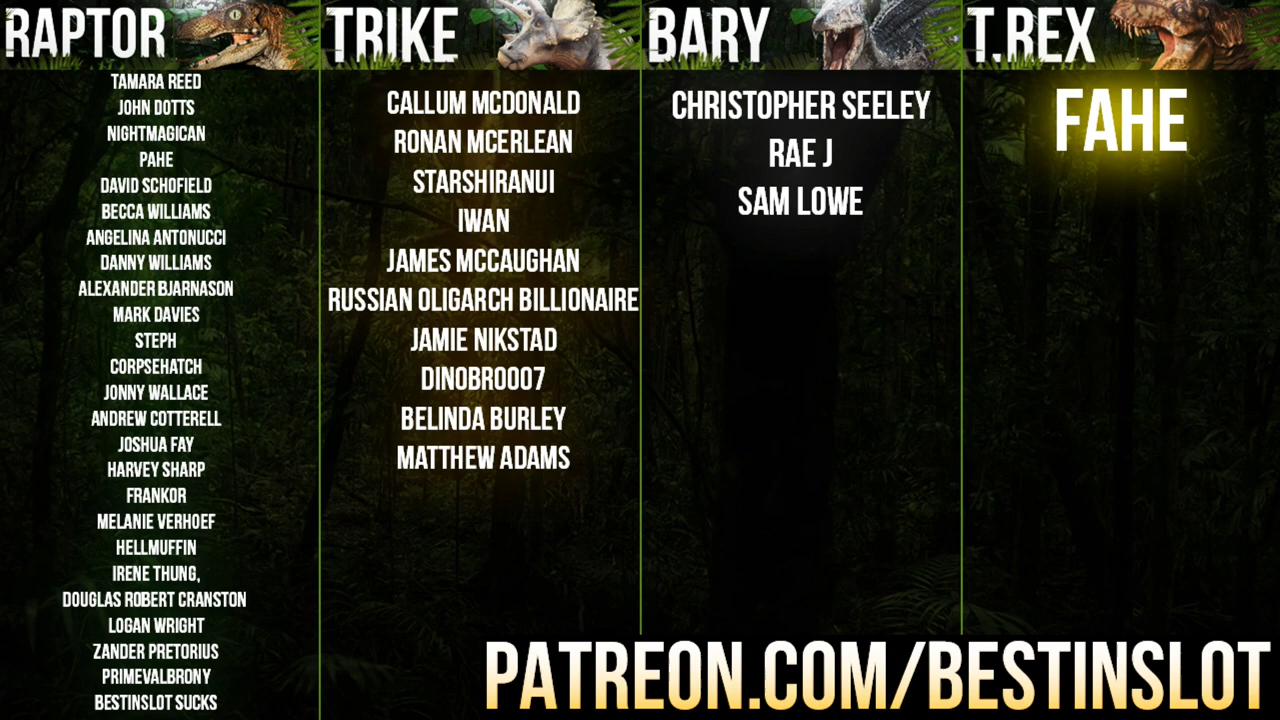 RAPTOR
TAMARA REED
JOHN DOTTS
NIGHTMAGICAN
PAHE
DAVID SCHOFIELD
BECCA WILLIAMS
ANGELINA ANTONUCCI
DANNY WILLIAMS
ALEXANDER BJARNASON
MARK DAVIES
STEPH
CORPSEHATCH
JONNY WALLACE
ANDREW COTTERELL
JOSHUA FAY
HARVEY SHARP
FRANKOR
MELANIE VERHOEF
HELLMUFFIN
IRENE THUNG,
DOUGLAS ROBERT CRANSTON
LOGAN WRIGHT
ZANDER PRETORIUS
PRIMEVALBRONY
BESTINSLOT SUCKS
TRIKE
CALLUM MCDONALD
RONAN MCERLEAN
STARSHIRANUI
IWAN
JAMES MCCAUGHAN
RUSSIAN OLIGARCH BILLIONAIRE
JAMIE NIKSTAD
DINOBRO007
BELINDA BURLEY
MATTHEW ADAMS
BARY
CHRISTOPHER SEELEY
RAE J
SAM LOWE
T.REX
FAHE
PATREON.COM/BESTINSLOT